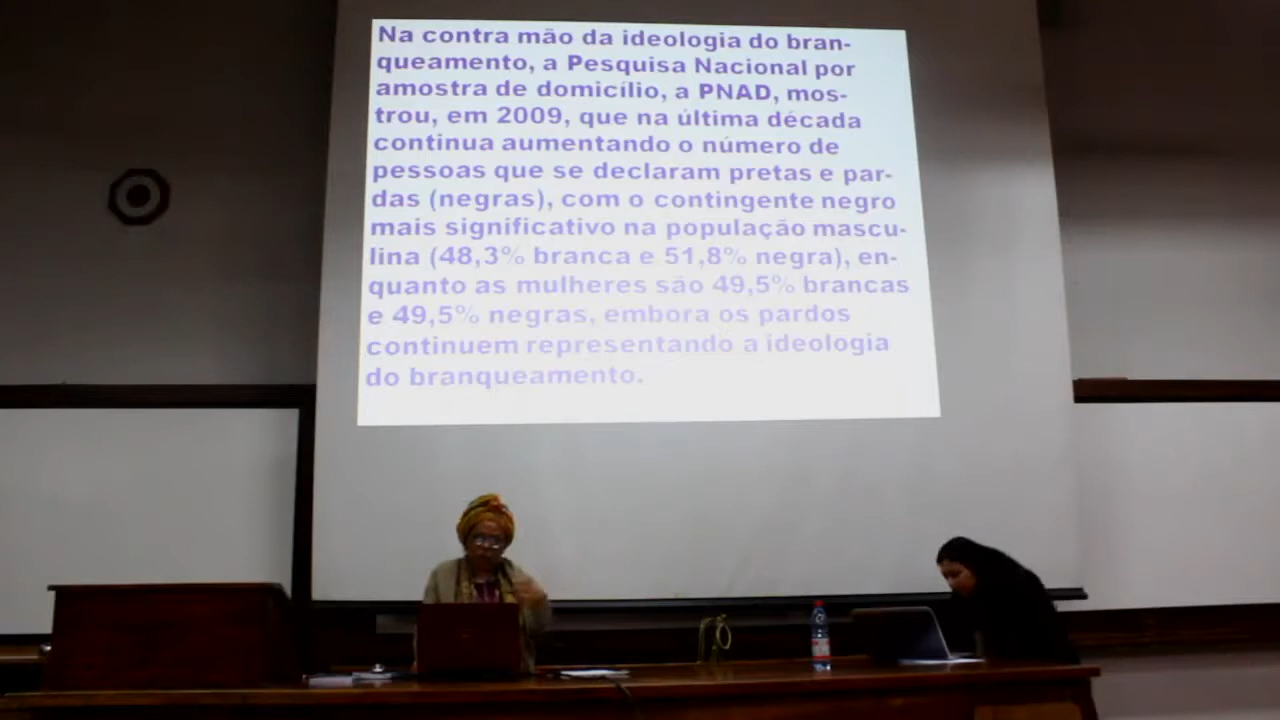 Na contra mão da ideologia do bran-
queamento, a Pesquisa Nacional por
amostra de domicílio, a PNAD, mos-
trou, em 2009, que na última década
continua aumentando o número de
pessoas que se declaram pretas e par-
das (negras), com o contingente negro
mais significativo na população mascu-
lina (48,3% branca e 51,8% negra), en-
quanto as mulheres são 49,5% brancas
e 49,5% negras, embora os pardos
continuem representando a ideologia
do branqueamento.